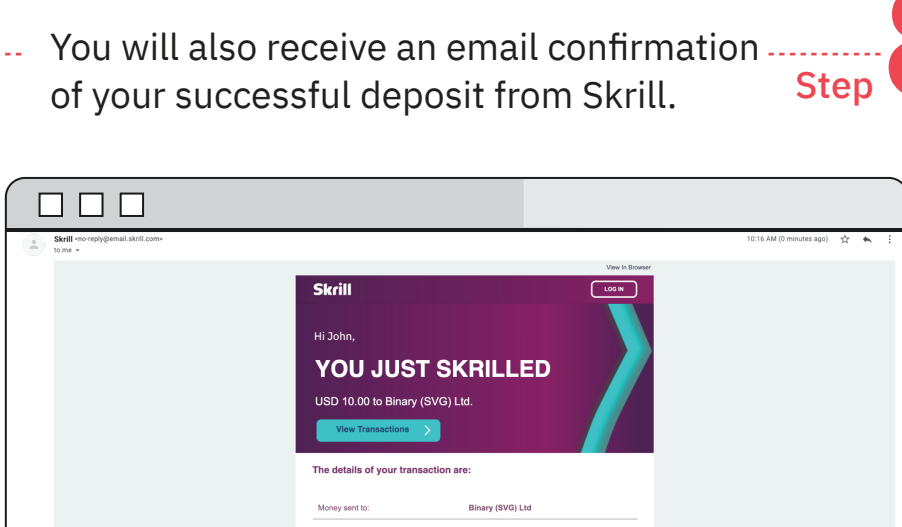 You will also receive an email confirmation
of your successful deposit from Skrill.
Step
Skrill <no-reply@email.skrill.com>
to me
10:16 AM (0 minutes ago)
View In Browser
Skrill
LOG IN
Hi John,
YOU JUST SKRILLED
USD 10.00 to Binary (SVG) Ltd.
View Transactions
The details of your transaction are:
Money sent to: Binary (SVG) Ltd